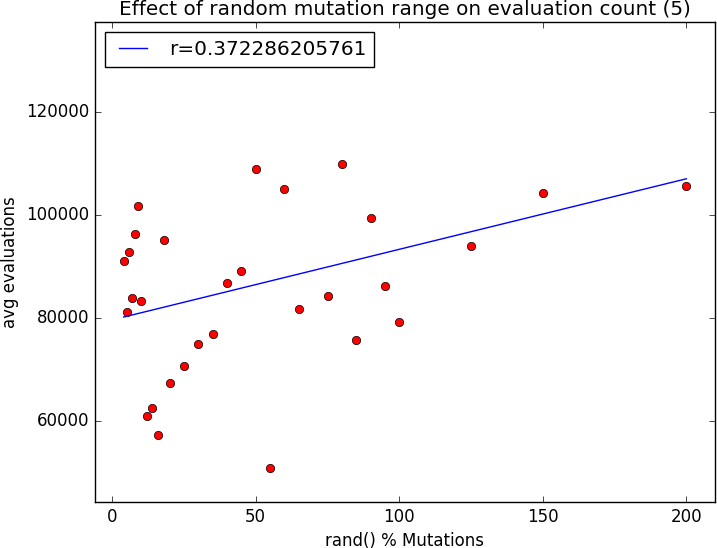 Effect of random mutation range on evaluation count (5)
r=0.372286205761
avg evaluations
120000
100000
80000
60000
0 50 100 150 200
rand() % Mutations